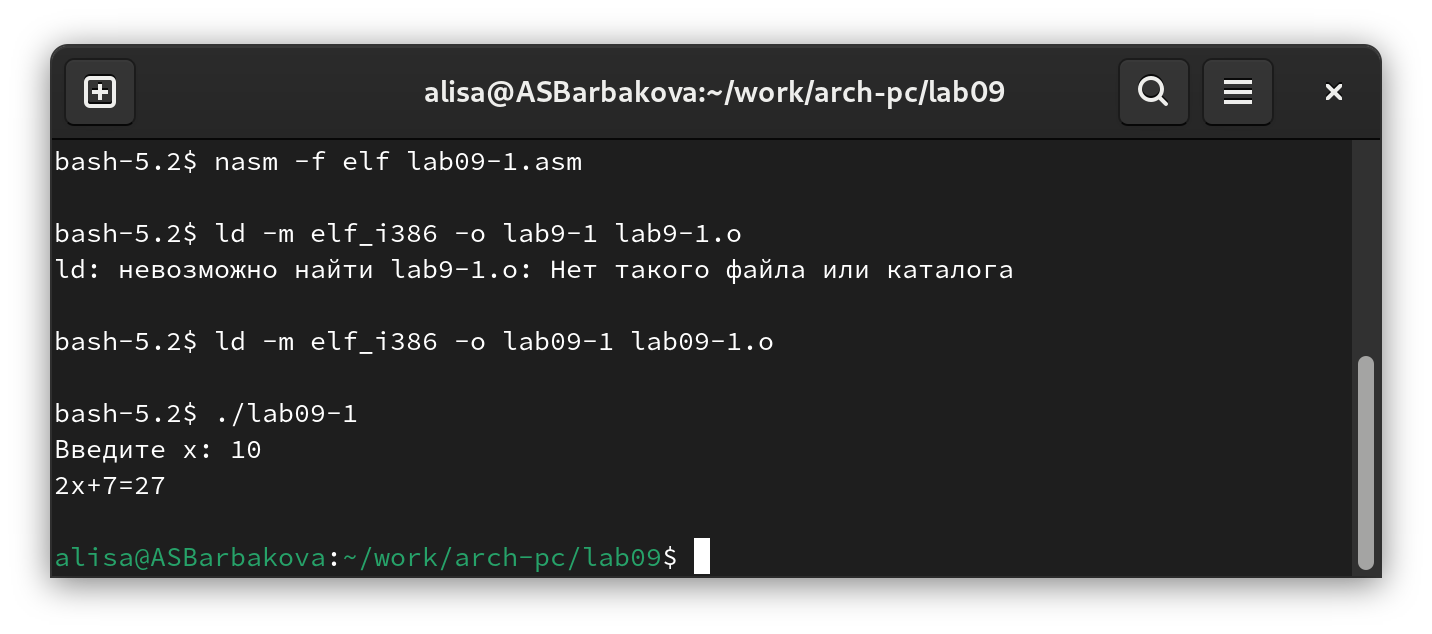 alisa@ASBarbakova:~/work/arch-pc/lab09
bash-5.2$ nasm -f elf lab09-1.asm
bash-5.2$ ld -m elf_i386 -o lab9-1 lab9-1.o
ld: невозможно найти lab9-1.o: Нет такого файла или каталога
bash-5.2$ ld -m elf_i386 -o lab09-1 lab09-1.o
bash-5.2$ ./lab09-1
Введите x: 10
2x+7=27
alisa@ASBarbakova:~/work/arch-pc/lab09$